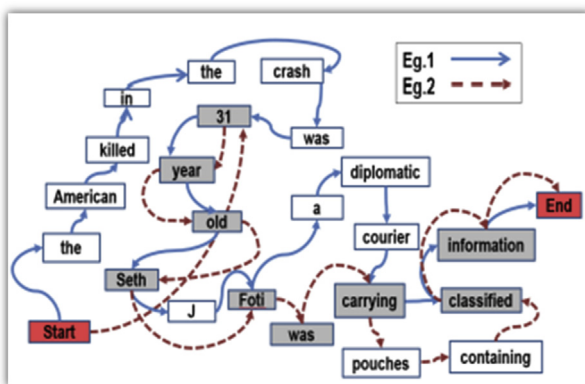 the
crash
Eg.1
Eg.2
in
31
was
killed
year
diplomatic
American
old
a
End
the
courier
information
Seth
J
Foti
carrying
classified
Start
was
pouches
containing